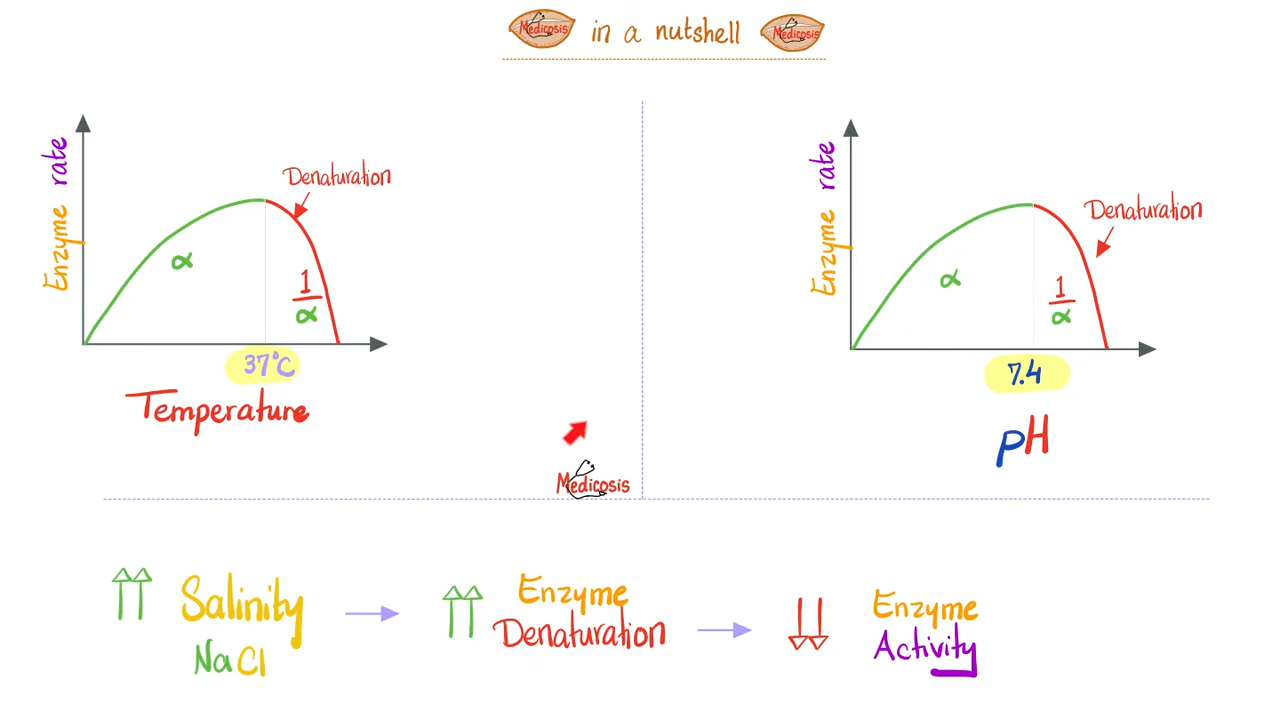 Medicosis in a nutshell Medicosis
Enzyme rate
Denaturation
α
1
α
37°C
Temperature
Enzyme rate
Denaturation
α
1
α
7.4
pH
Medicosis
Salinity
NaCl
Enzyme
Denaturation
Enzyme
Activity